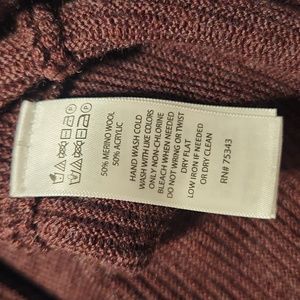 50% MERINO WOOL
50% ACRYLIC
HAND WASH COLD
WASH WITH LIKE COLORS
ONLY NON-CHLORINE
BLEACH WHEN NEEDED
DO NOT WRING OR TWIST
DRY FLAT
LOW IRON IF NEEDED
OR DRY CLEAN
RN# 75343